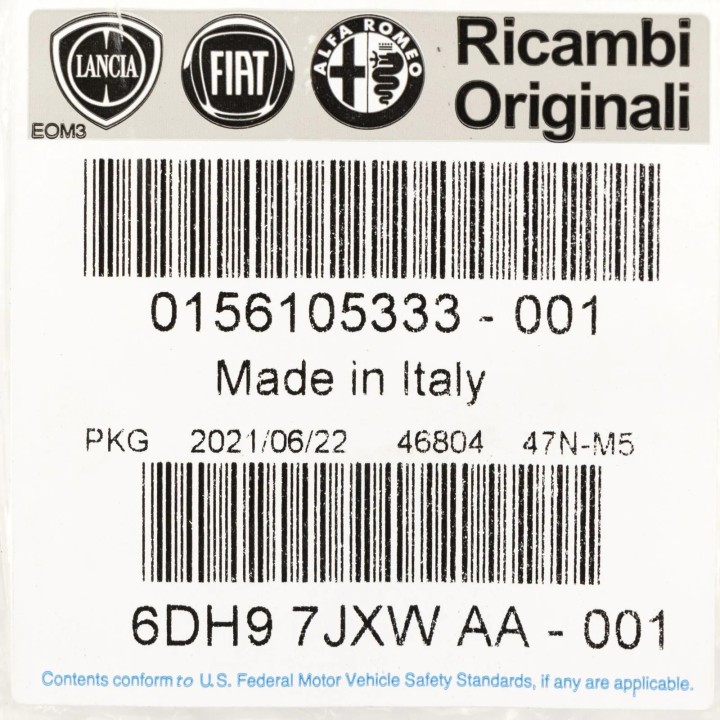 LANCIA FIAT ALFA ROMEO Ricambi
Originali
EOM3
0156105333 - 001
Made in Italy
PKG 2021/06/22 46804 47N-M5
6DH9 7JXW AA - 001
Contents conform to U.S. Federal Motor Vehicle Safety Standards, if any are applicable.